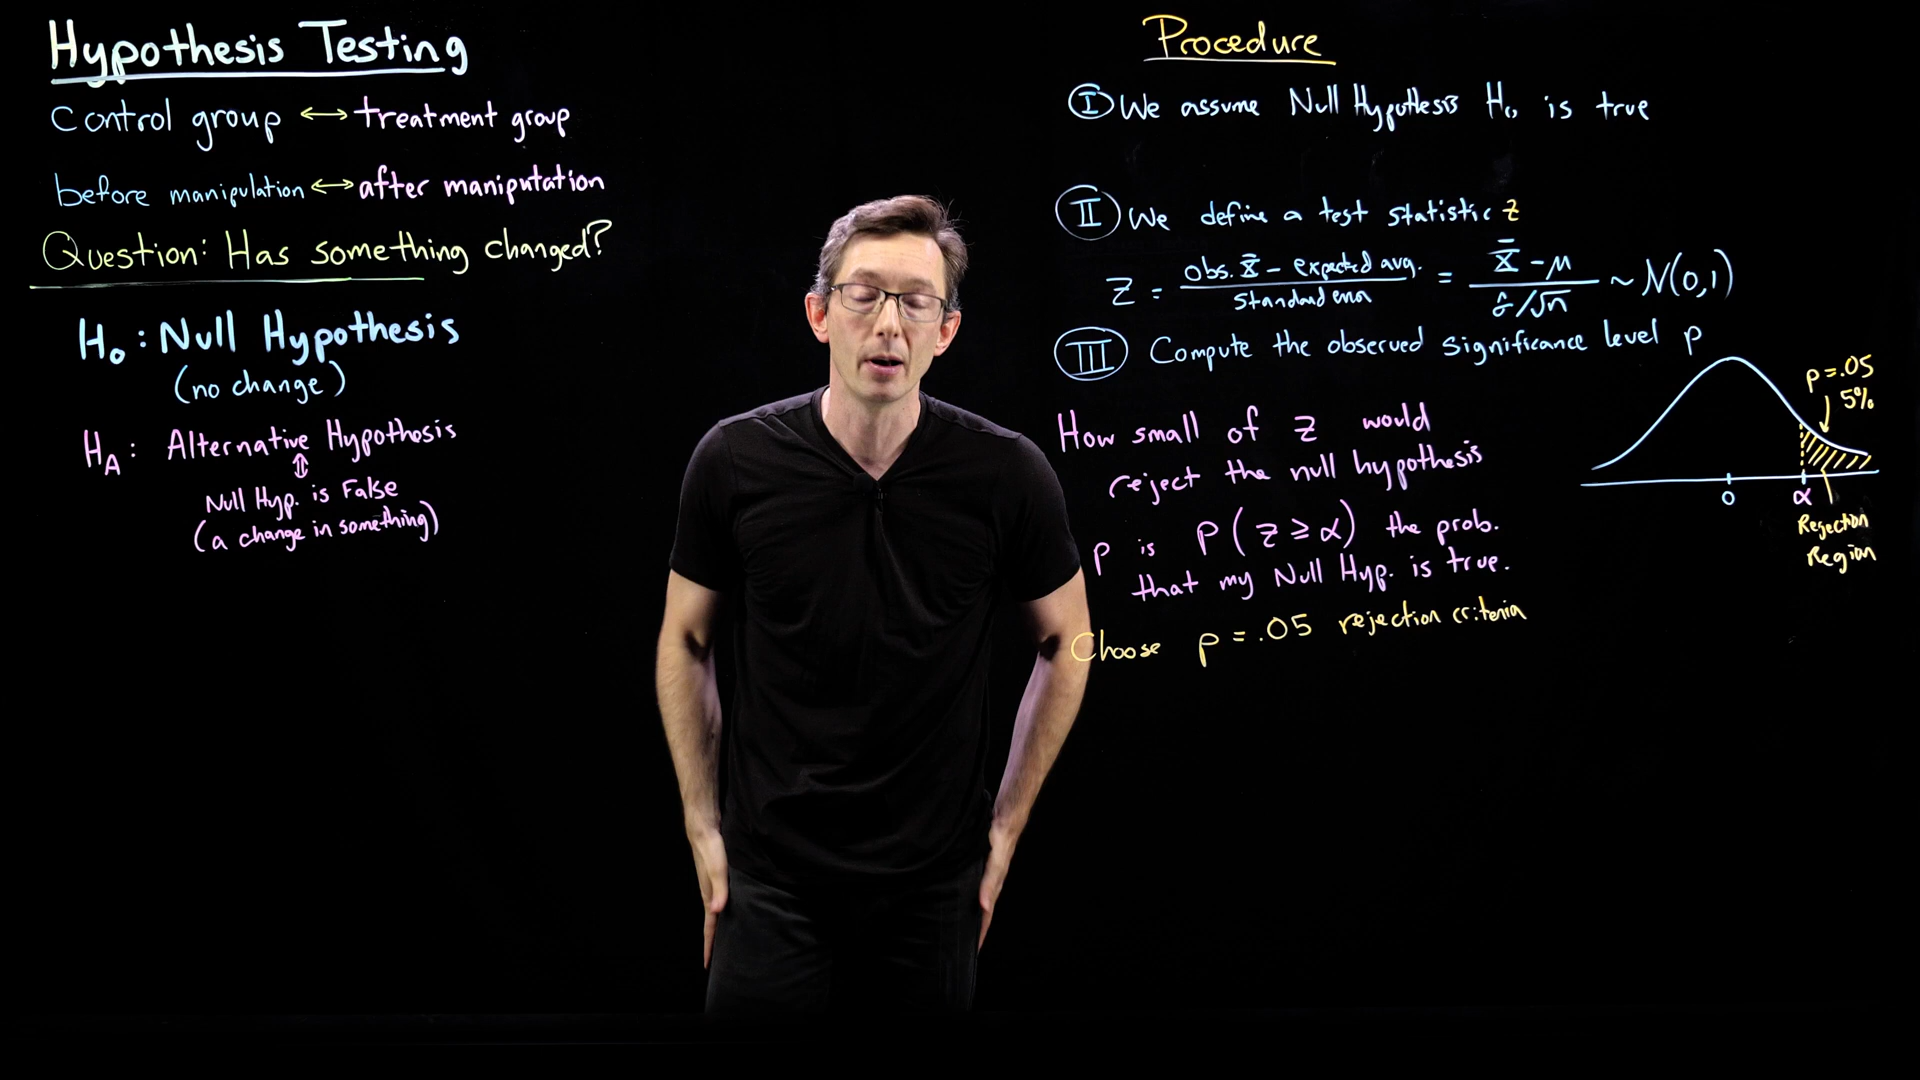 Hypothesis Testing
Control group ↔ treatment group
before manipulation ↔ after manipulation
Question: Has something changed?
H₀ : Null Hypothesis
(no change)
H_A : Alternative Hypothesis
⇕
Null Hyp. is False
(a change in something)
Procedure
Ⅰ We assume Null Hypothesis H₀ is true
Ⅱ We define a test statistic z
Z = (obs. x̄ - expected avg.) / (standard error) = (x̄ - μ) / (σ̂/√n) ~ N(0,1)
Ⅲ Compute the observed significance level p
How small of z would
reject the null hypothesis
p is P(z ≥ α) the prob.
that my Null Hyp. is true.
Choose p = .05 rejection criteria
p = .05
5%
0 α
Rejection
Region